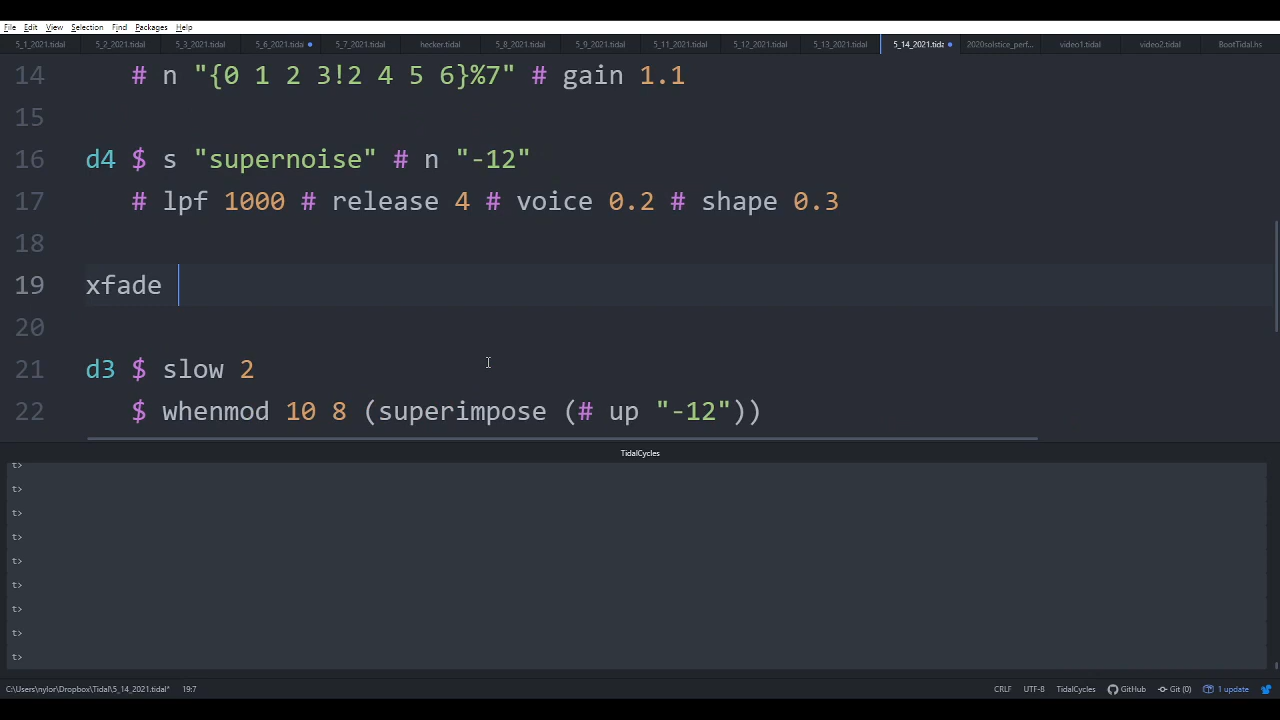 File Edit View Selection Find Packages Help
5_1_2021.tidal 5_2_2021.tidal 5_3_2021.tidal 5_6_2021.tidal 5_7_2021.tidal hecker.tidal 5_8_2021.tidal 5_9_2021.tidal 5_11_2021.tidal 5_12_2021.tidal 5_13_2021.tidal 5_14_2021.tidal 2020solstice_perf... video1.tidal video2.tidal BootTidal.hs
14 # n "{0 1 2 3!2 4 5 6}%7" # gain 1.1
15
16 d4 $ s "supernoise" # n "-12"
17 # lpf 1000 # release 4 # voice 0.2 # shape 0.3
18
19 xfade
20
21 d3 $ slow 2
22 $ whenmod 10 8 (superimpose (# up "-12"))
TidalCycles
t>
t>
t>
t>
t>
t>
t>
t>
t>
C:\Users\nylor\Dropbox\Tidal\5_14_2021.tidal* 19:7 CRLF UTF-8 TidalCycles GitHub Git (0) 1 update